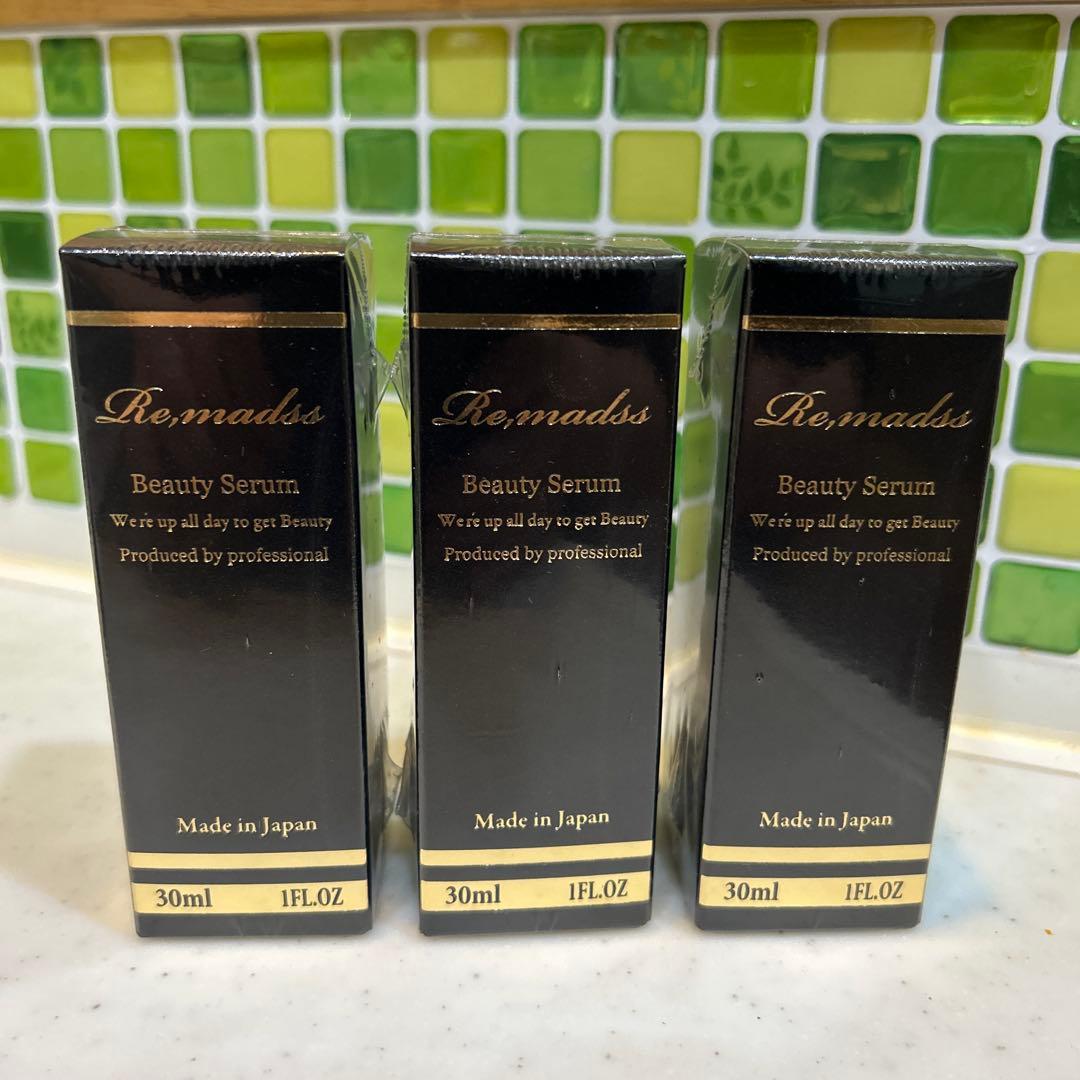 Re,madss
Beauty Serum
We're up all day to get Beauty
Produced by professional
Made in Japan
30ml 1FL.OZ
Re,madss
Beauty Serum
We're up all day to get Beauty
Produced by professional
Made in Japan
30ml 1FL.OZ
Re,madss
Beauty Serum
We're up all day to get Beauty
Produced by professional
Made in Japan
30ml 1FL.OZ